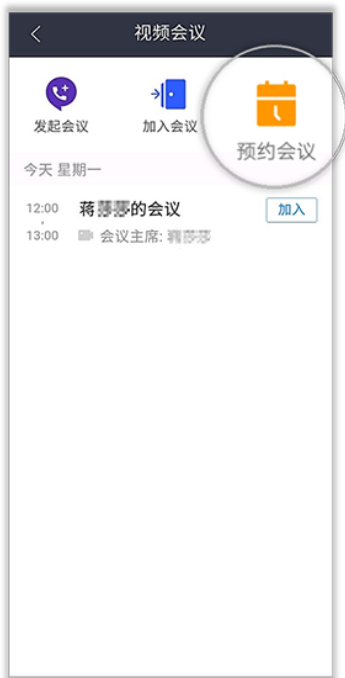 视频会议
发起会议
加入会议
预约会议
今天 星期一
12:00 蒋的会议 加入
13:00 会议主席: